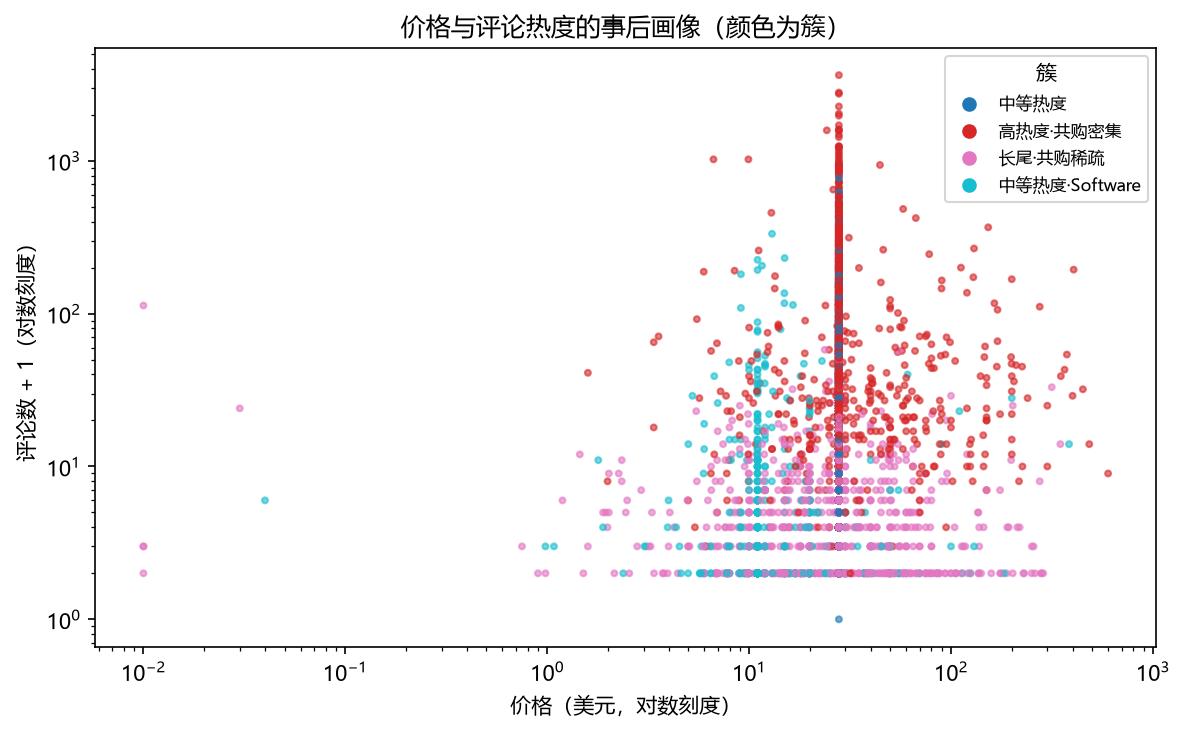 价格与评论热度的事后画像（颜色为簇）
簇
中等热度
高热度·共购密集
长尾·共购稀疏
中等热度·Software
评论数 + 1（对数刻度）
10³
10²
10¹
10⁰
10⁻² 10⁻¹ 10⁰ 10¹ 10² 10³
价格（美元，对数刻度）